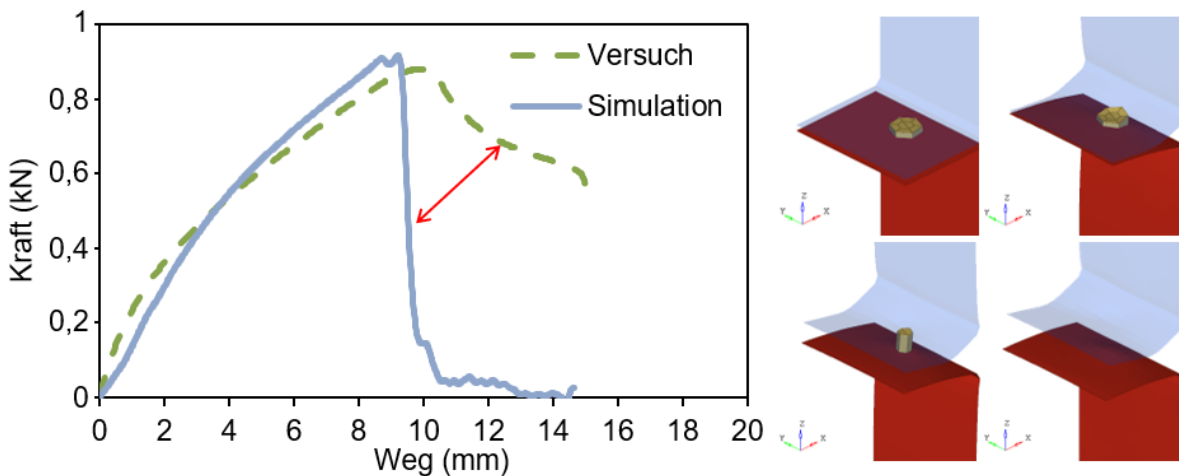 1
0,8
0,6
0,4
0,2
0
Kraft (kN)
0 2 4 6 8 10 12 14 16 18 20
Weg (mm)
Versuch
Simulation
Z
Y X
Z
Y X
Z
Y X
Z
Y X